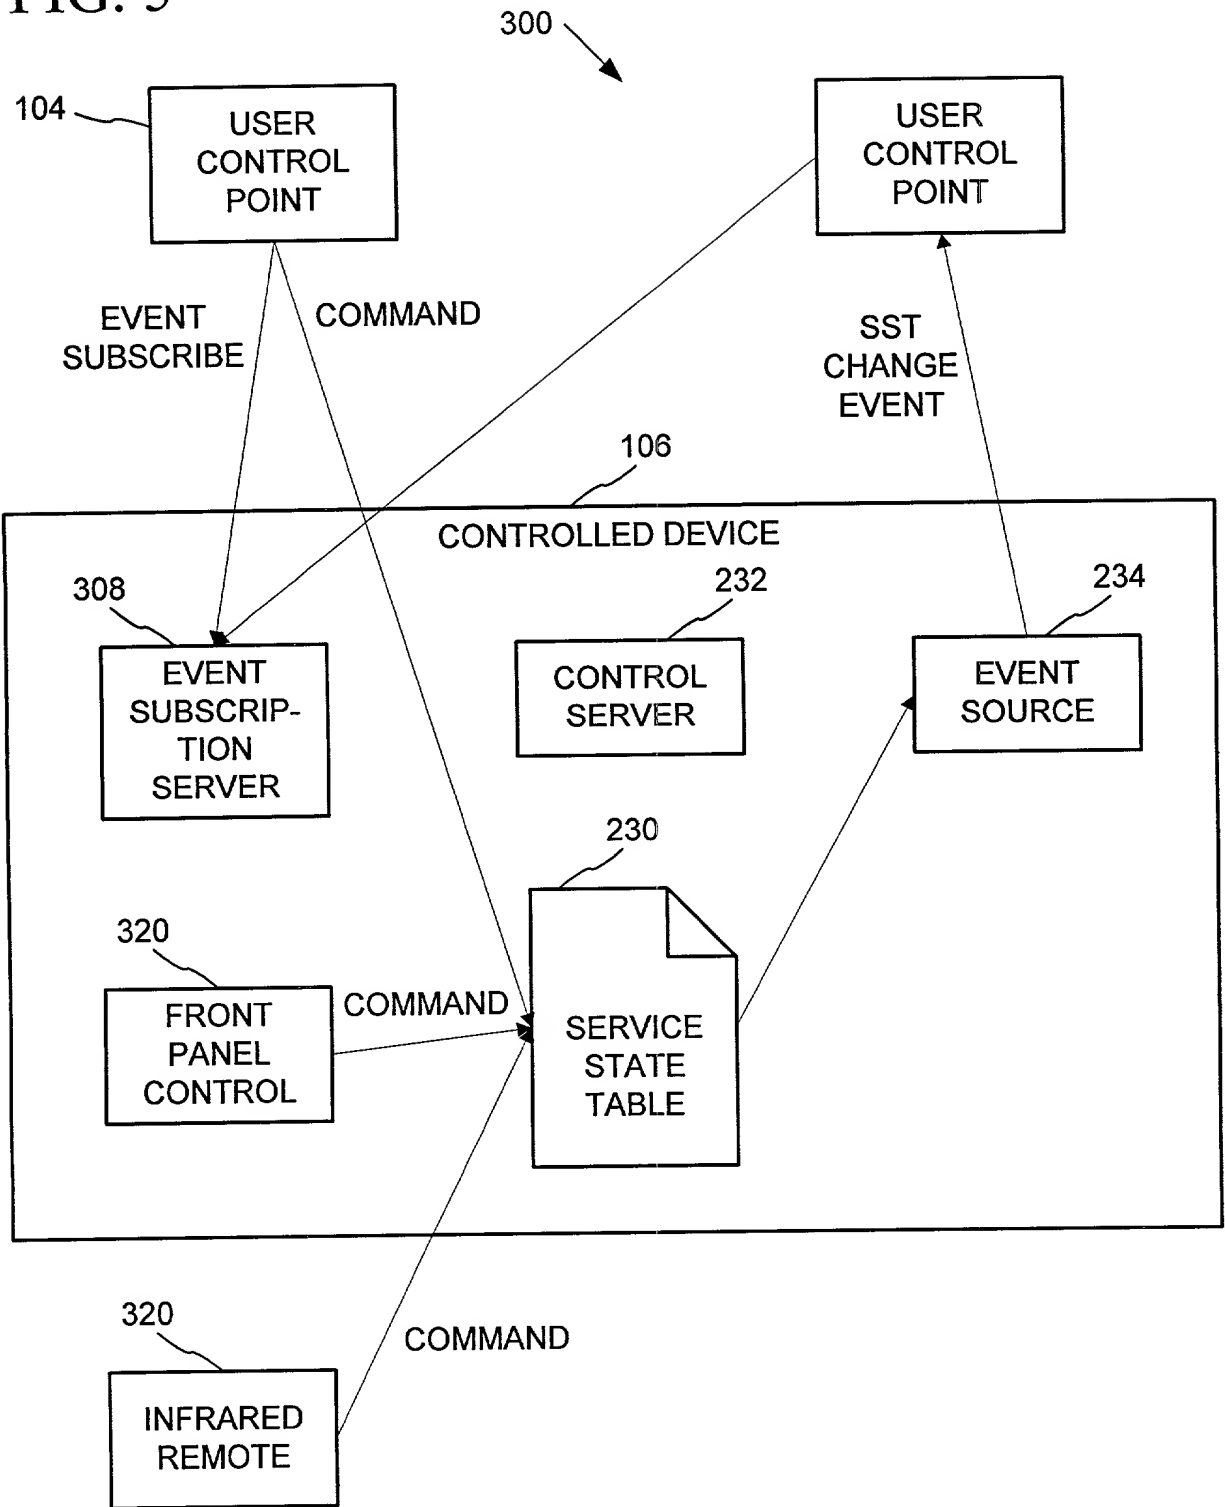 300
104
USER
CONTROL
POINT
USER
CONTROL
POINT
EVENT
SUBSCRIBE
COMMAND
SST
CHANGE
EVENT
106
CONTROLLED DEVICE
308
232
234
EVENT
SUBSCRIP-
TION
SERVER
CONTROL
SERVER
EVENT
SOURCE
230
320
FRONT
PANEL
CONTROL
COMMAND
SERVICE
STATE
TABLE
320
COMMAND
INFRARED
REMOTE